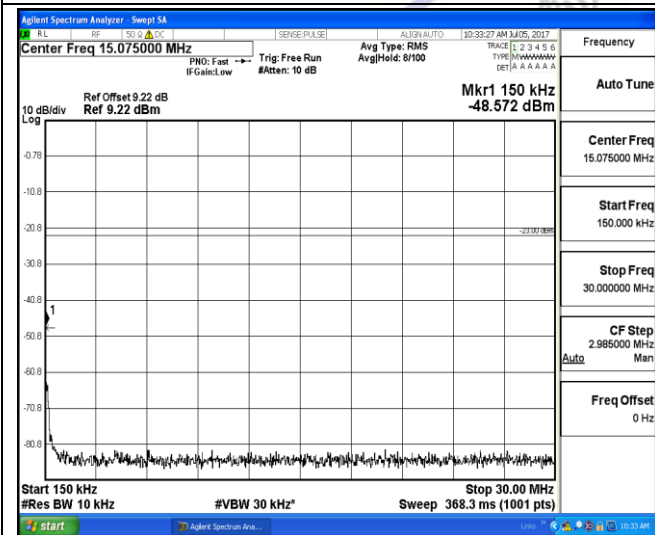 Agilent Spectrum Analyzer - Swept SA
RL RF 50 Ω DC SENSE:PULSE ALIGN AUTO 10:33:27 AM Jul 05, 2017
Center Freq 15.075000 MHz
PNO: Fast
IFGain:Low
Trig: Free Run
#Atten: 10 dB
Avg Type: RMS
Avg|Hold: 8/100
TRACE 1 2 3 4 5 6
TYPE MWWWWW
DET A A A A A A
Frequency
Mkr1 150 kHz
-48.572 dBm
Ref Offset 9.22 dB
Ref 9.22 dBm
10 dB/div
Log
-0.78
-10.8
-20.8
-23.00 dBm
-30.8
-40.8
1
-50.8
-60.8
-70.8
-80.8
Start 150 kHz
Stop 30.00 MHz
#Res BW 10 kHz
#VBW 30 kHz*
Sweep 368.3 ms (1001 pts)
Auto Tune
Center Freq
15.075000 MHz
Start Freq
150.000 kHz
Stop Freq
30.000000 MHz
CF Step
2.985000 MHz
Auto Man
Freq Offset
0 Hz
start
Agilent Spectrum Ana...
Links
10:33 AM